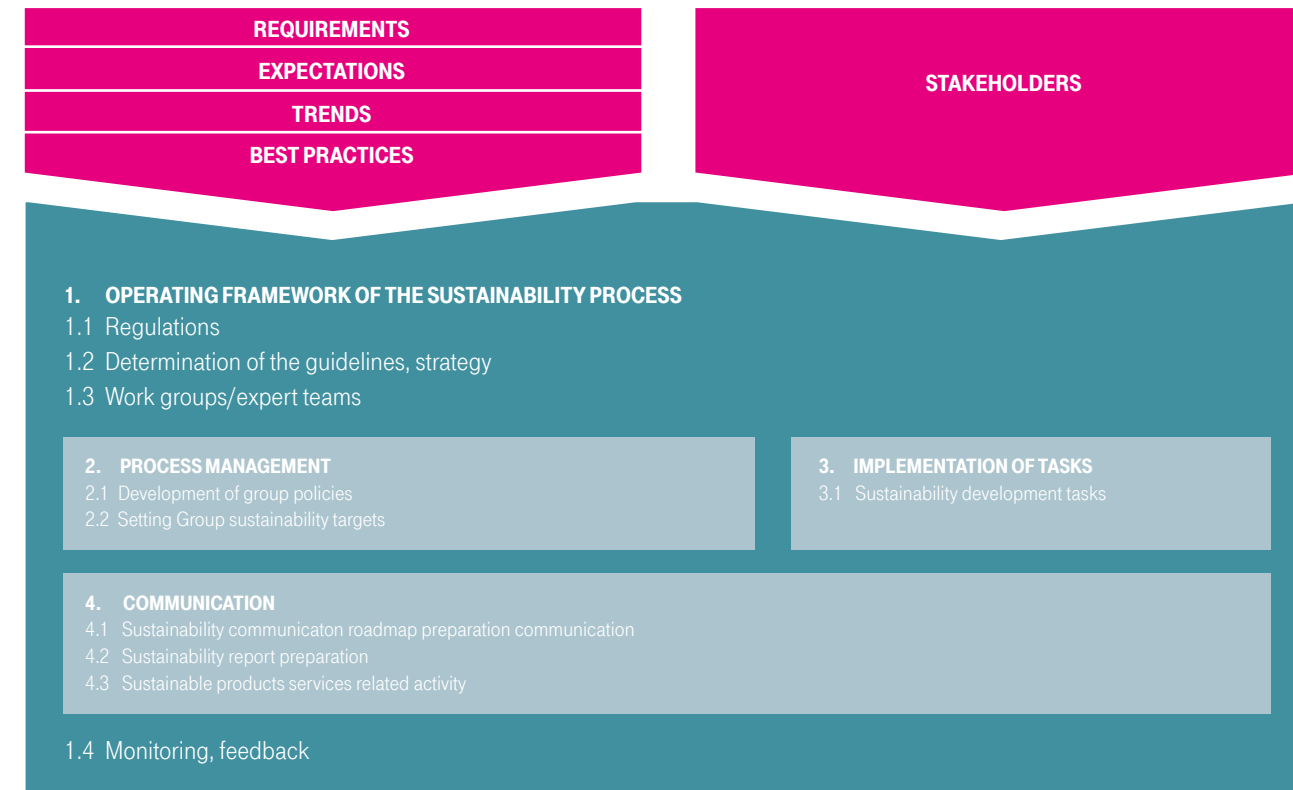 REQUIREMENTS
EXPECTATIONS
TRENDS
BEST PRACTICES
STAKEHOLDERS
1. OPERATING FRAMEWORK OF THE SUSTAINABILITY PROCESS
1.1 Regulations
1.2 Determination of the guidelines, strategy
1.3 Work groups/expert teams
2. PROCESS MANAGEMENT
2.1 Development of group policies
2.2 Setting Group sustainability targets
3. IMPLEMENTATION OF TASKS
3.1 Sustainability development tasks
4. COMMUNICATION
4.1 Sustainability communicaton roadmap preparation communication
4.2 Sustainability report preparation
4.3 Sustainable products services related activity
1.4 Monitoring, feedback